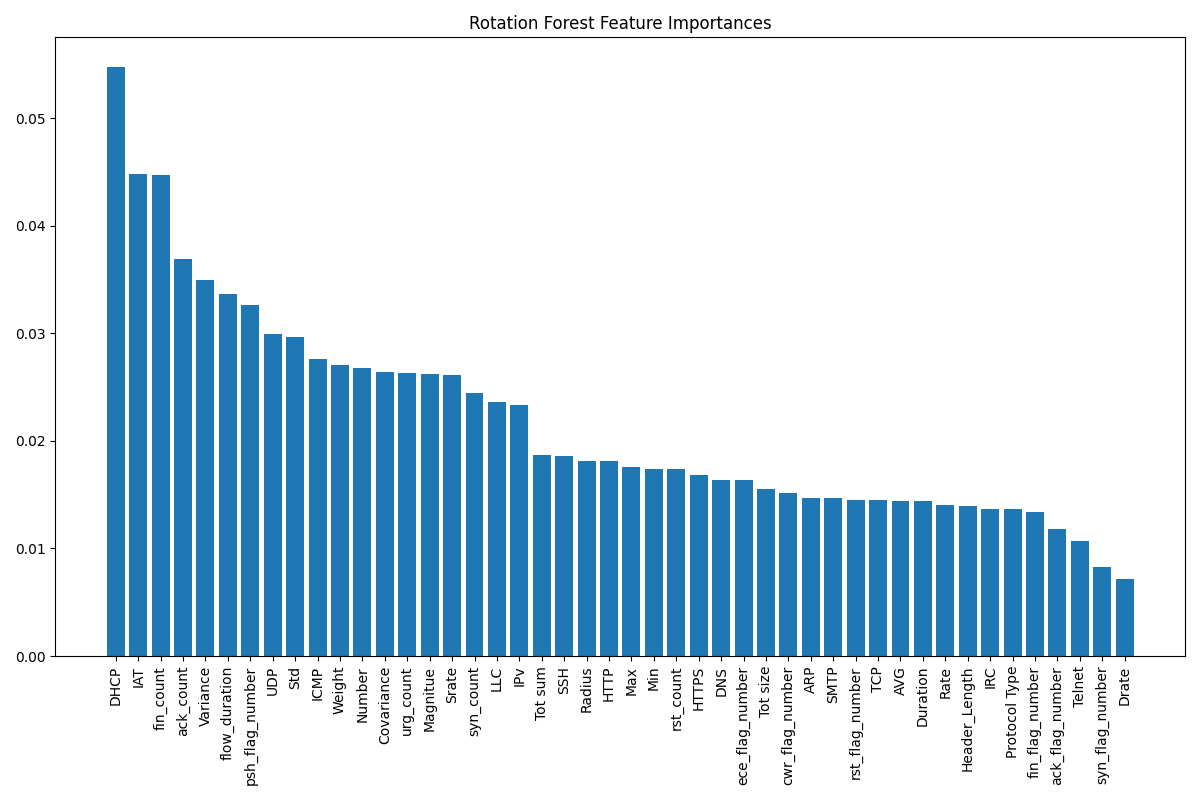 Rotation Forest Feature Importances
0.05
0.04
0.03
0.02
0.01
0.00
DHCP
IAT
fin_count
ack_count
Variance
flow_duration
psh_flag_number
UDP
Std
ICMP
Weight
Number
Covariance
urg_count
Magnitue
Srate
syn_count
LLC
IPv
Tot sum
SSH
Radius
HTTP
Max
Min
rst_count
HTTPS
DNS
ece_flag_number
Tot size
cwr_flag_number
ARP
SMTP
rst_flag_number
TCP
AVG
Duration
Rate
Header_Length
IRC
Protocol Type
fin_flag_number
ack_flag_number
Telnet
syn_flag_number
Drate